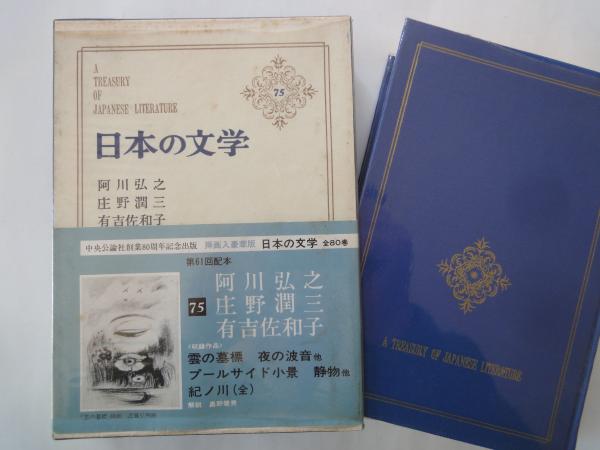 A
TREASURY
OF
JAPANESE LITERATURE
75
日本の文学
阿川弘之
庄野潤三
有吉佐和子
中央公論社創業80周年記念出版 挿画入豪華版 日本の文学 全80巻
第61回配本
75
阿川弘之
庄野潤三
有吉佐和子
〈収録作品〉
雲の墓標 夜の波音他
プールサイド小景 静物他
紀ノ川(全)
解説
A TREASURY OF JAPANESE LITERATURE